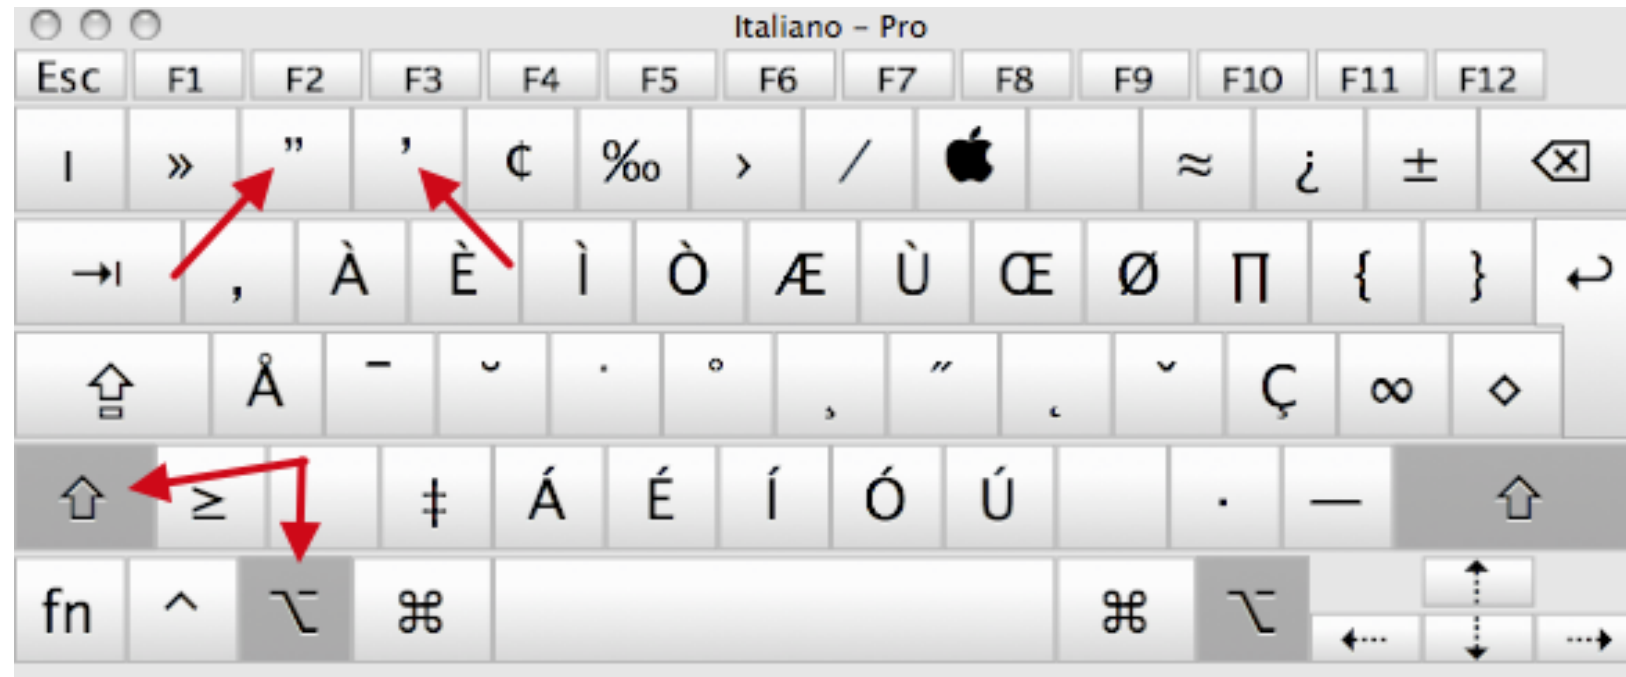 Italiano – Pro
Esc F1 F2 F3 F4 F5 F6 F7 F8 F9 F10 F11 F12
ı » ” ’ ¢ ‰ › ⁄  ≈ ¿ ± ⌫
⇥ , À È Ì Ò Æ Ù Œ Ø ∏ { } ↩
⇪ Å ¯ ˘ ˙ ° ¸ ˝ ˛ ˇ Ç ∞ ◊
⇧ ≥ ‡ Á É Í Ó Ú · — ⇧
fn ^ ⌥ ⌘ ⌘ ⌥ ⇠ ⇡ ⇣ ⇢